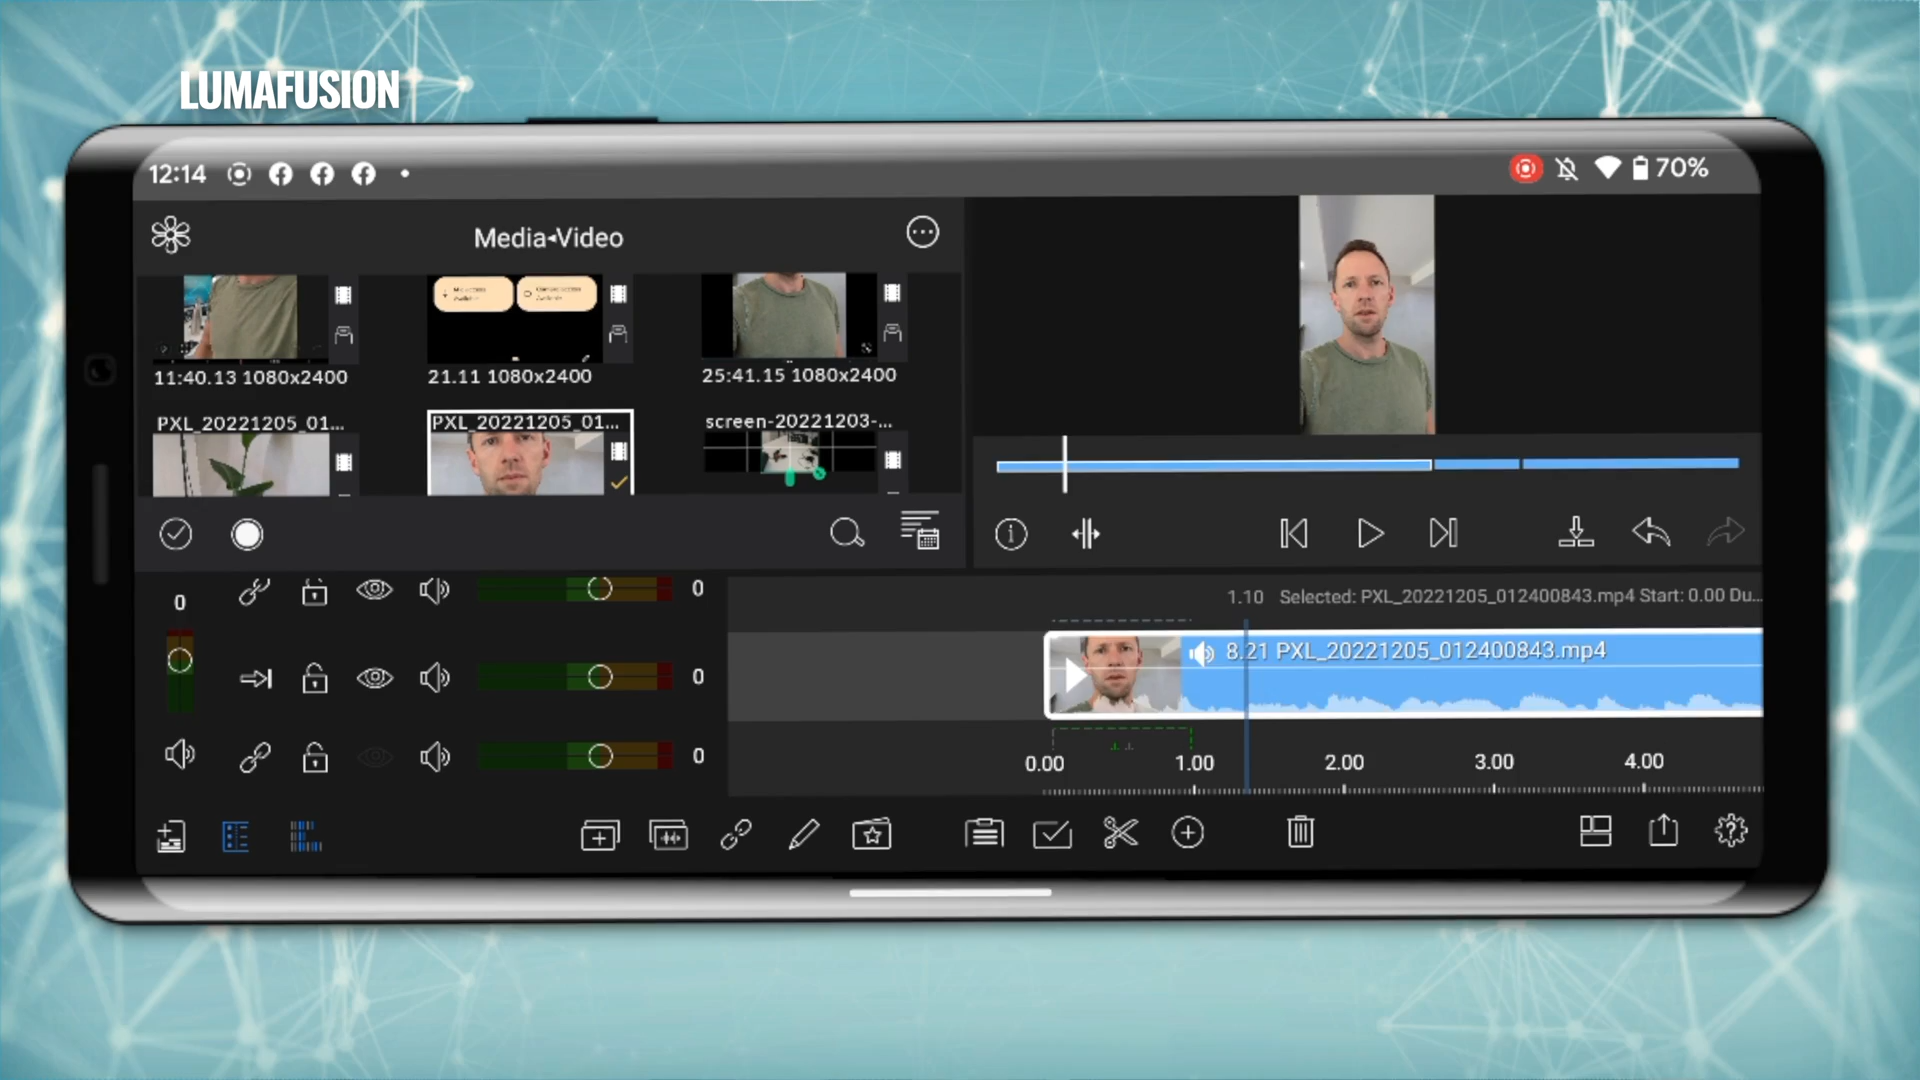 LUMAFUSION
12:14
70%
Media◂Video
11:40.13 1080x2400
21.11 1080x2400
25:41.15 1080x2400
PXL_20221205_01...
PXL_20221205_01...
screen-20221203-...
0
0
1.10 Selected: PXL_20221205_012400843.mp4 Start: 0.00 Du...
8.21 PXL_20221205_012400843.mp4
0
0
0.00
1.00
2.00
3.00
4.00